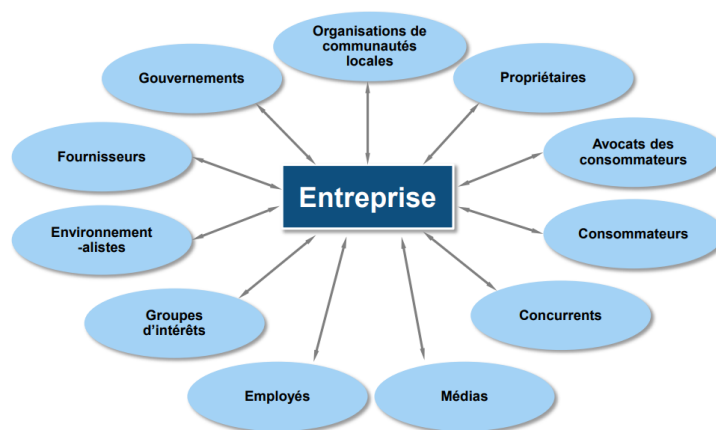 Organisations de
communautés
locales
Gouvernements
Propriétaires
Fournisseurs
Avocats des
consommateurs
Entreprise
Environnement
-alistes
Consommateurs
Groupes
d’intérêts
Concurrents
Employés
Médias